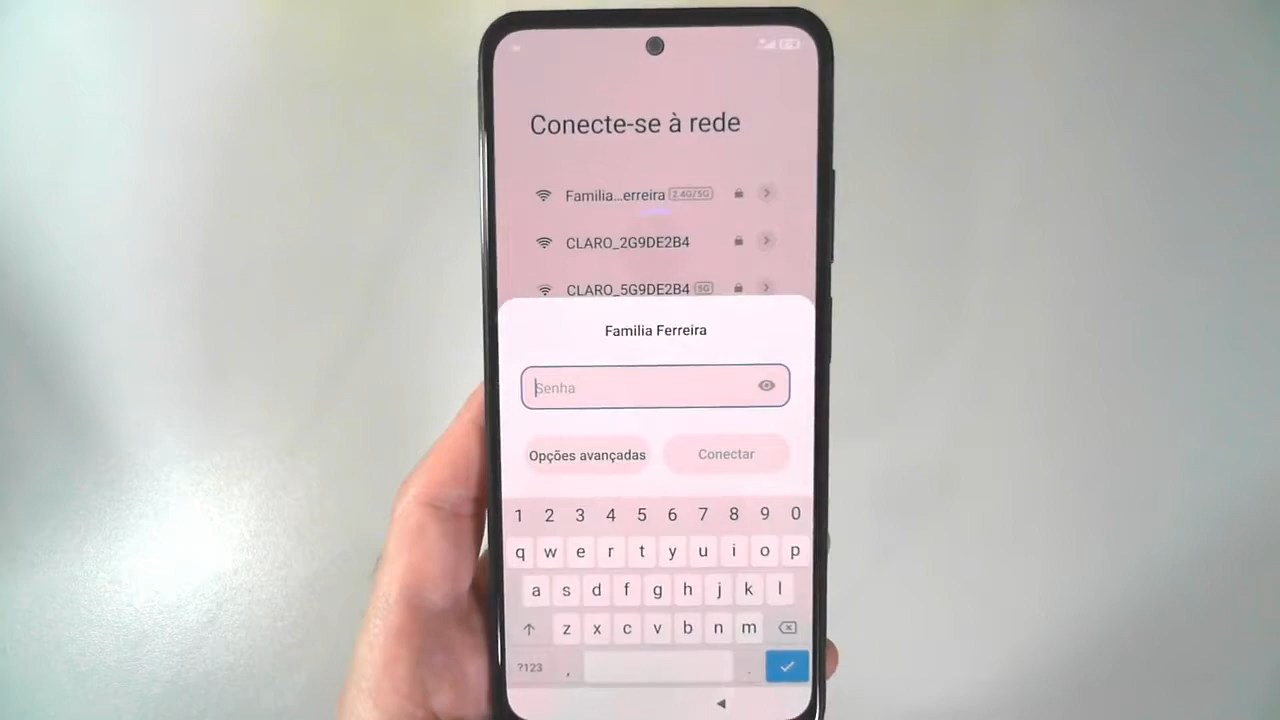 Conecte-se à rede
Familia...erreira 2.4G/5G
CLARO_2G9DE2B4
CLARO_5G9DE2B4 5G
Familia Ferreira
Senha
Opções avançadas Conectar
1 2 3 4 5 6 7 8 9 0
q w e r t y u i o p
a s d f g h j k l
z x c v b n m
?123 , .